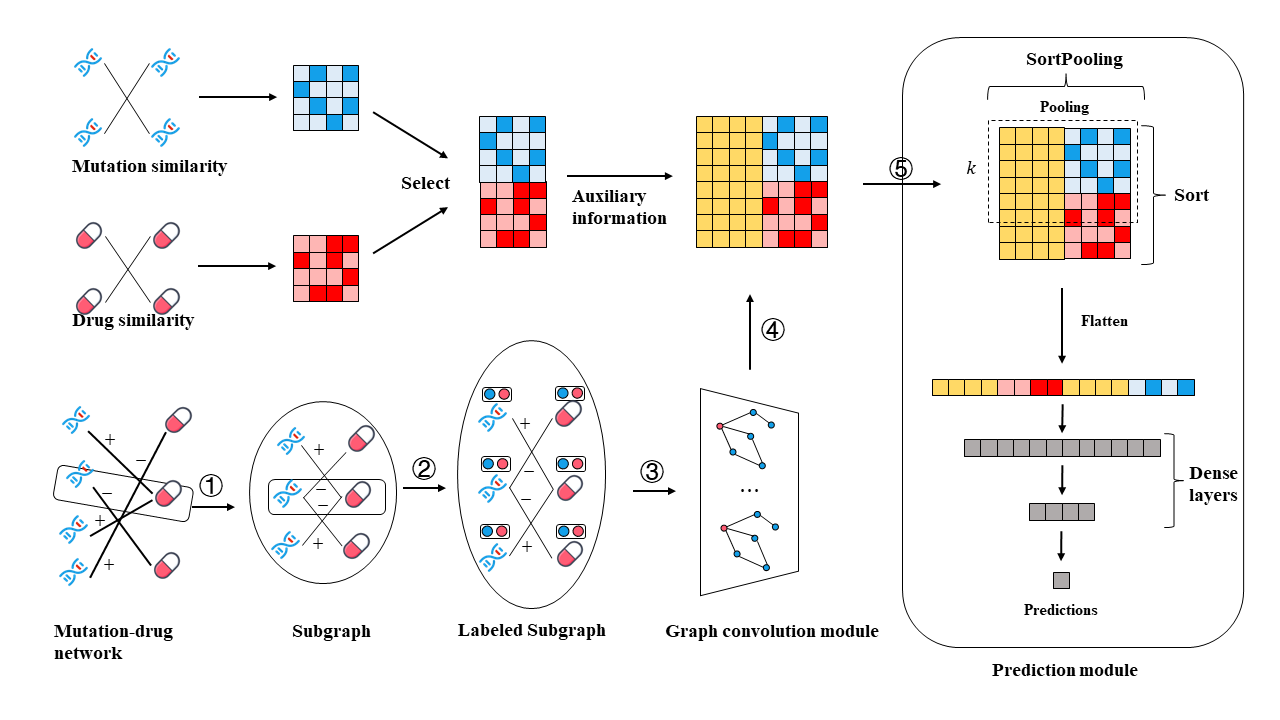 SortPooling
Pooling
k
Sort
Mutation similarity
Select
Auxiliary
information
⑤
Drug similarity
④
Flatten
+
−
−
+
+
①
+
−
−
+
②
+
−
−
+
③
...
Dense
layers
Predictions
Mutation-drug
network
Subgraph
Labeled Subgraph
Graph convolution module
Prediction module